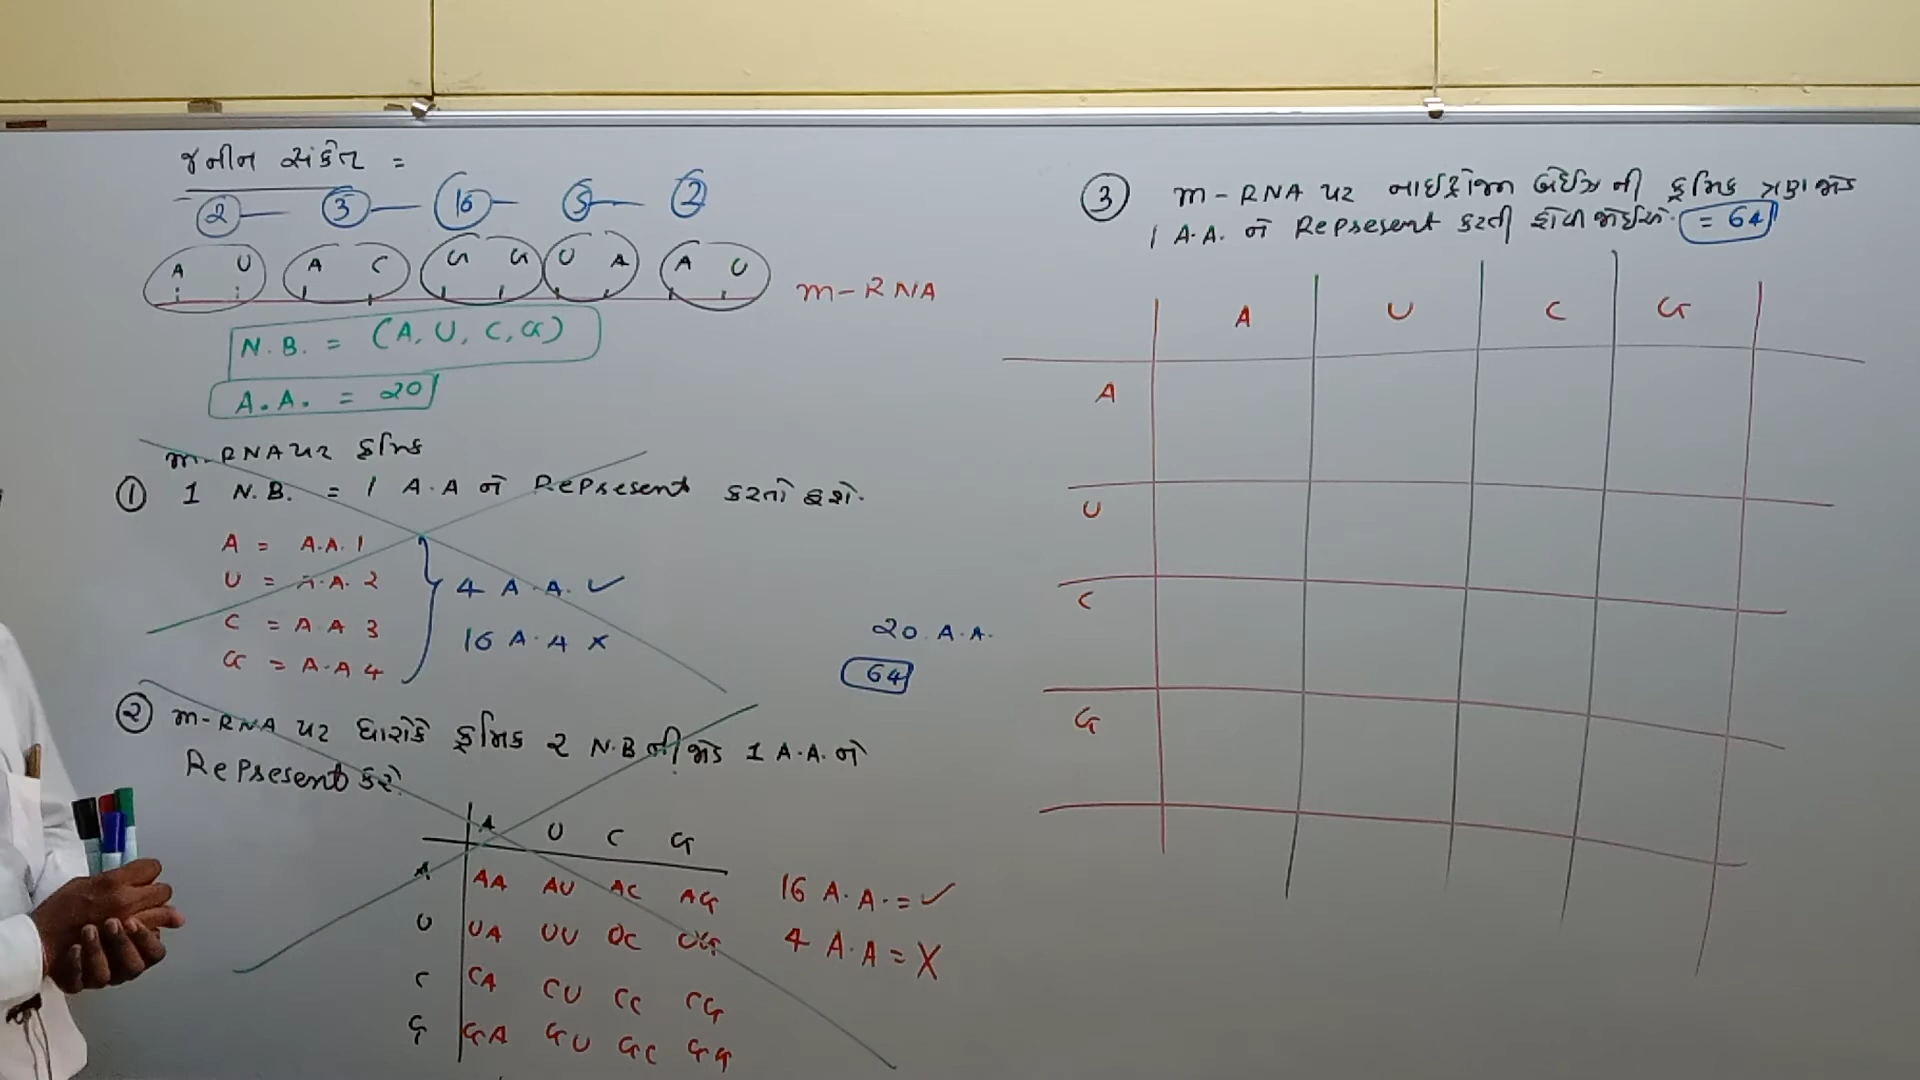 જનીન સંકેત =
2 3 16 5 2
A U A C G G U A A U m-RNA
N.B. = (A, U, C, G)
A.A. = 20
m-RNA પર ક્રમિક
① 1 N.B. = 1 A.A ને Represent કરતો હશે.
A = A.A. 1
U = A.A. 2
C = A.A 3
G = A.A 4
4 A.A. ✓
16 A.A ×
20 A.A.
64
② m-RNA પર ધારોકે ક્રમિક ૨ N.B ની જોડ 1 A.A. ને
Represent કરે.
A U C G
A AA AU AC AG
U UA UU UC UG
C CA CU CC CG
G GA GU GC GG
16 A.A. = ✓
4 A.A = X
③ m-RNA પર નાઇટ્રોજન બેઈઝ ની ક્રમિક ત્રણ જોડ
1 A.A. ને Represent કરતી હોવી જોઈએ. = 64
A U C G
A
U
C
G